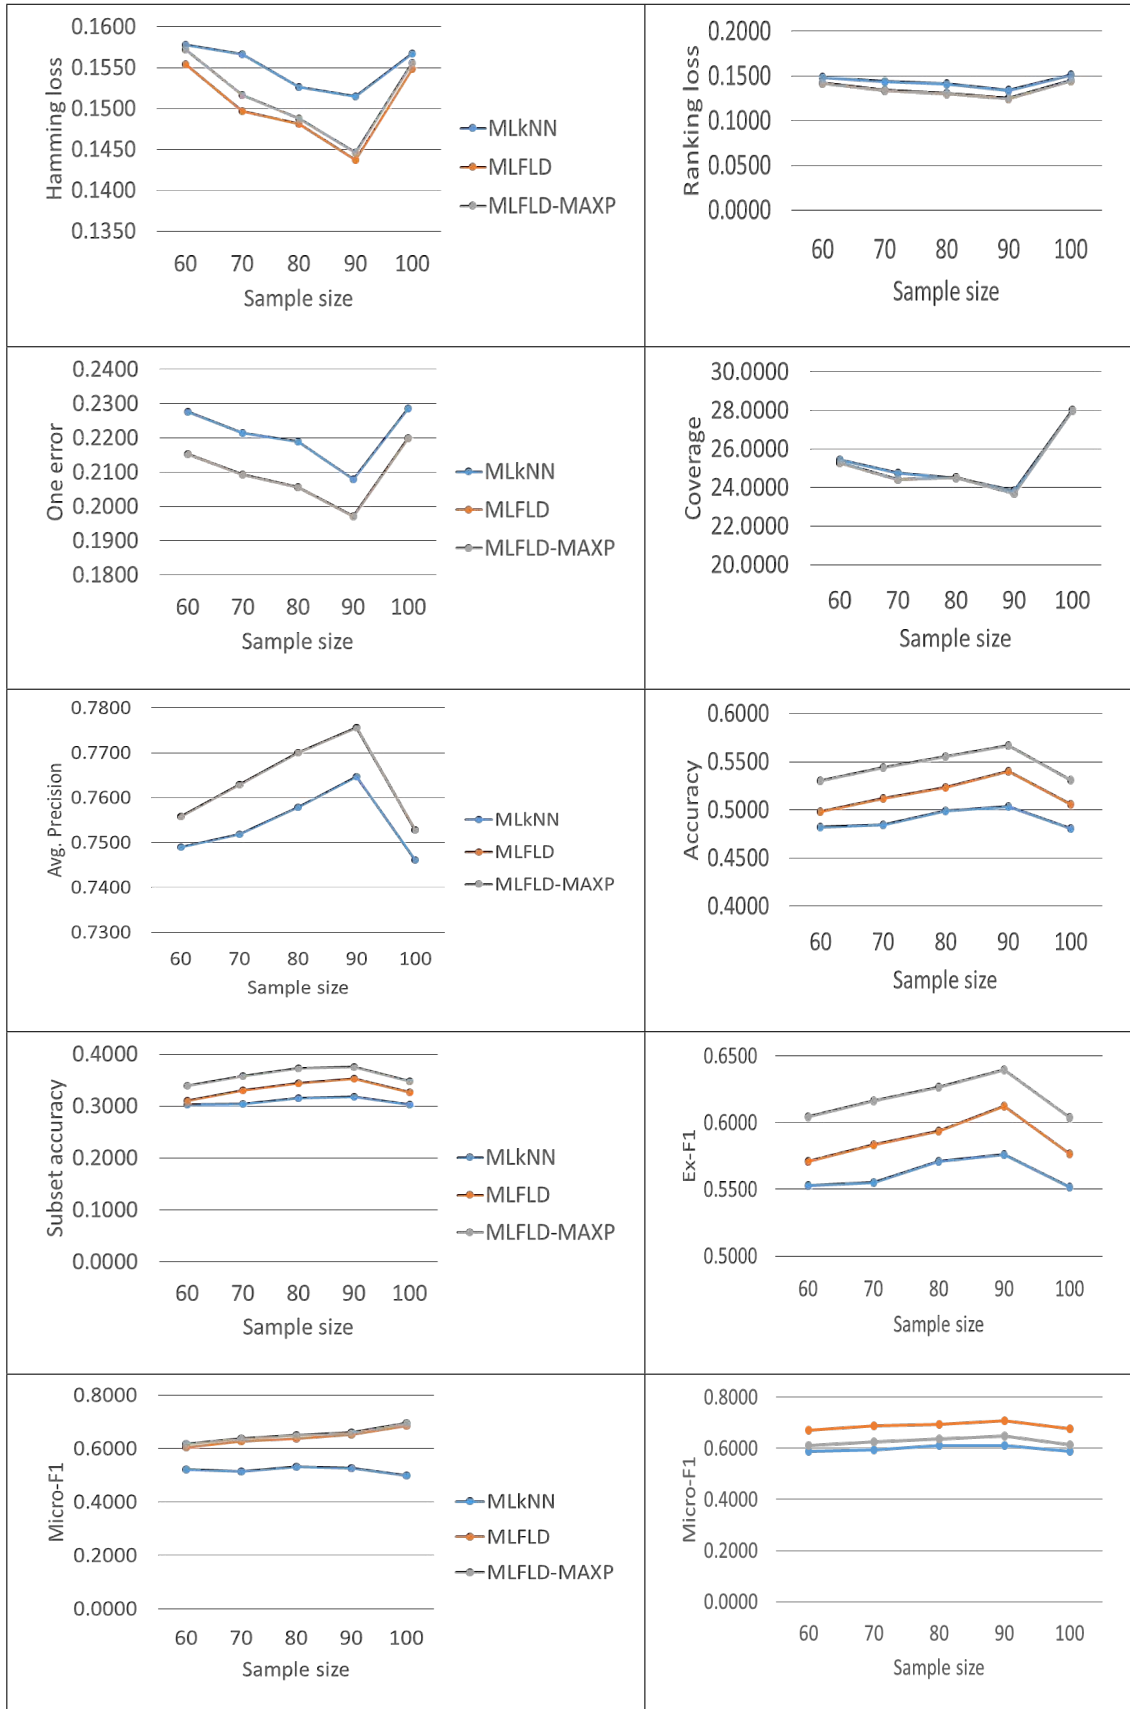 0.1600
0.1550
0.1500
0.1450
0.1400
0.1350
Hamming loss
60 70 80 90 100
Sample size
MLkNN
MLFLD
MLFLD-MAXP
0.2000
0.1500
0.1000
0.0500
0.0000
Ranking loss
60 70 80 90 100
Sample size
0.2400
0.2300
0.2200
0.2100
0.2000
0.1900
0.1800
One error
60 70 80 90 100
Sample size
MLkNN
MLFLD
MLFLD-MAXP
30.0000
28.0000
26.0000
24.0000
22.0000
20.0000
Coverage
60 70 80 90 100
Sample size
0.7800
0.7700
0.7600
0.7500
0.7400
0.7300
Avg. Precision
60 70 80 90 100
Sample size
MLkNN
MLFLD
MLFLD-MAXP
0.6000
0.5500
0.5000
0.4500
0.4000
Accuracy
60 70 80 90 100
Sample size
0.4000
0.3000
0.2000
0.1000
0.0000
Subset accuracy
60 70 80 90 100
Sample size
MLkNN
MLFLD
MLFLD-MAXP
0.6500
0.6000
0.5500
0.5000
Ex-F1
60 70 80 90 100
Sample size
0.8000
0.6000
0.4000
0.2000
0.0000
Micro-F1
60 70 80 90 100
Sample size
MLkNN
MLFLD
MLFLD-MAXP
0.8000
0.6000
0.4000
0.2000
0.0000
Micro-F1
60 70 80 90 100
Sample size